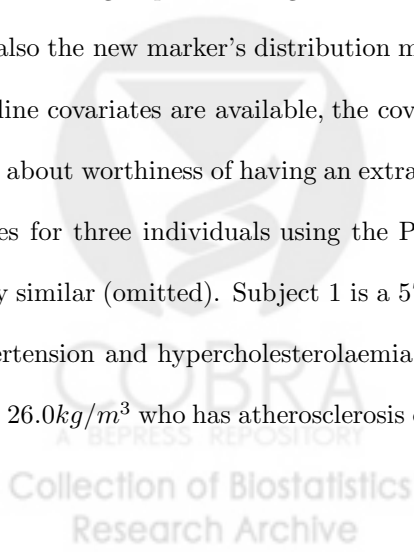 also the new marker's distribution m
line covariates are available, the cov
about worthiness of having an extra
es for three individuals using the P
y similar (omitted). Subject 1 is a 5
ertension and hypercholesterolaemia
26.0kg/m³ who has atherosclerosis
COBRA
A BEPRESS REPOSITORY
Collection of Biostatistics
Research Archive